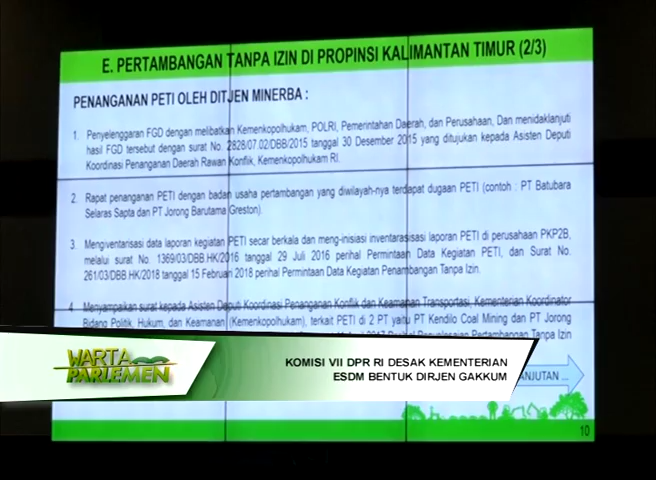 E. PERTAMBANGAN TANPA IZIN DI PROPINSI KALIMANTAN TIMUR (2/3)
PENANGANAN PETI OLEH DITJEN MINERBA :
1. Penyelenggaran FGD dengan melibatkan Kemenkopolhukam, POLRI, Pemerintahan Daerah, dan Perusahaan, Dan menidaklanjuti
hasil FGD tersebut dengan surat No. 2828/07.02/DBB/2015 tanggal 30 Desember 2015 yang ditujukan kepada Asisten Deputi
Koordinasi Penanganan Daerah Rawan Konflik, Kemenkopolhukam RI.
2. Rapat penanganan PETI dengan badan usaha pertambangan yang diwilayah-nya terdapat dugaan PETI (contoh : PT Batubara
Selaras Sapta dan PT Jorong Barutama Greston).
3. Mengiventarisasi data laporan kegiatan PETI secar berkala dan meng-inisiasi inventarasisasi laporan PETI di perusahaan PKP2B,
melalui surat No. 1369/03/DBB.HK/2016 tanggal 29 Juli 2016 perihal Permintaan Data Kegiatan PETI, dan Surat No.
261/03/DBB.HK/2018 tanggal 15 Februari 2018 perihal Permintaan Data Kegiatan Penambangan Tanpa Izin.
4. Menyampaikan surat kepada Asisten Deputi Koordinasi Penanganan Konflik dan Keamanan Transportasi, Kementerian Koordinator
Bidang Politik, Hukum, dan Keamanan (Kemenkopolhukam), terkait PETI di 2 PT yaitu PT Kendilo Coal Mining dan PT Jorong
Pertambangan Tanpa Izin
WARTA
PARLEMEN
KOMISI VII DPR RI DESAK KEMENTERIAN
ESDM BENTUK DIRJEN GAKKUM
ANJUTAN ...
10